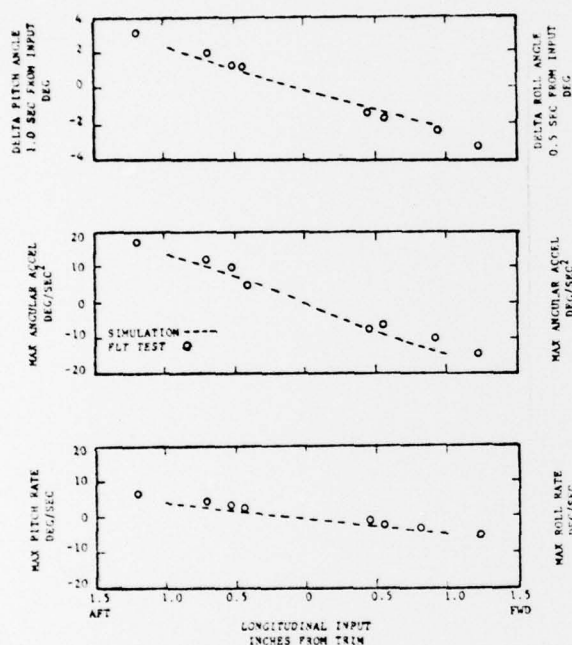 DELTA PITCH ANGLE
1.0 SEC FROM INPUT
DEG
4
2
0
-2
-4
DELTA ROLL ANGLE
0.5 SEC FROM INPUT
DEG
MAX ANGULAR ACCEL
DEG/SEC2
20
10
0
-10
-20
SIMULATION ----
FLT TEST O
MAX ANGULAR ACCEL
DEG/SEC2
MAX PITCH RATE
DEG/SEC
20
10
0
-10
-20
MAX ROLL RATE
DEG/SEC
1.5 1.0 0.5 0 0.5 1.0 1.5
AFT FWD
LONGITUDINAL INPUT
INCHES FROM TRIM